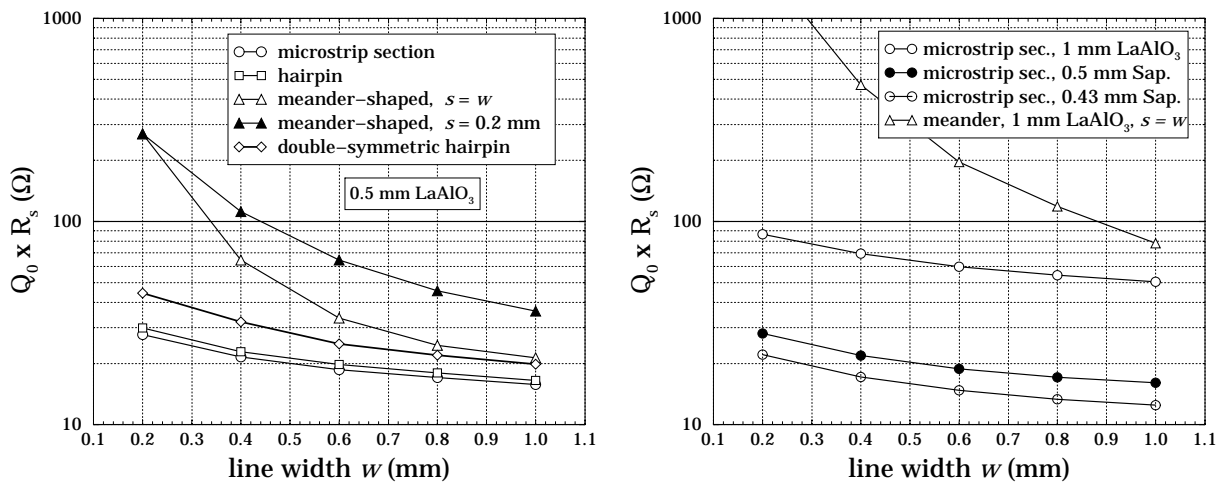 1000
100
10
Q₀ x Rₛ (Ω)
microstrip section
hairpin
meander−shaped, s = w
meander−shaped, s = 0.2 mm
double−symmetric hairpin
0.5 mm LaAlO₃
0.1 0.2 0.3 0.4 0.5 0.6 0.7 0.8 0.9 1.0 1.1
line width w (mm)
1000
100
10
Q₀ x Rₛ (Ω)
microstrip sec., 1 mm LaAlO₃
microstrip sec., 0.5 mm Sap.
microstrip sec., 0.43 mm Sap.
meander, 1 mm LaAlO₃, s = w
0.1 0.2 0.3 0.4 0.5 0.6 0.7 0.8 0.9 1.0 1.1
line width w (mm)